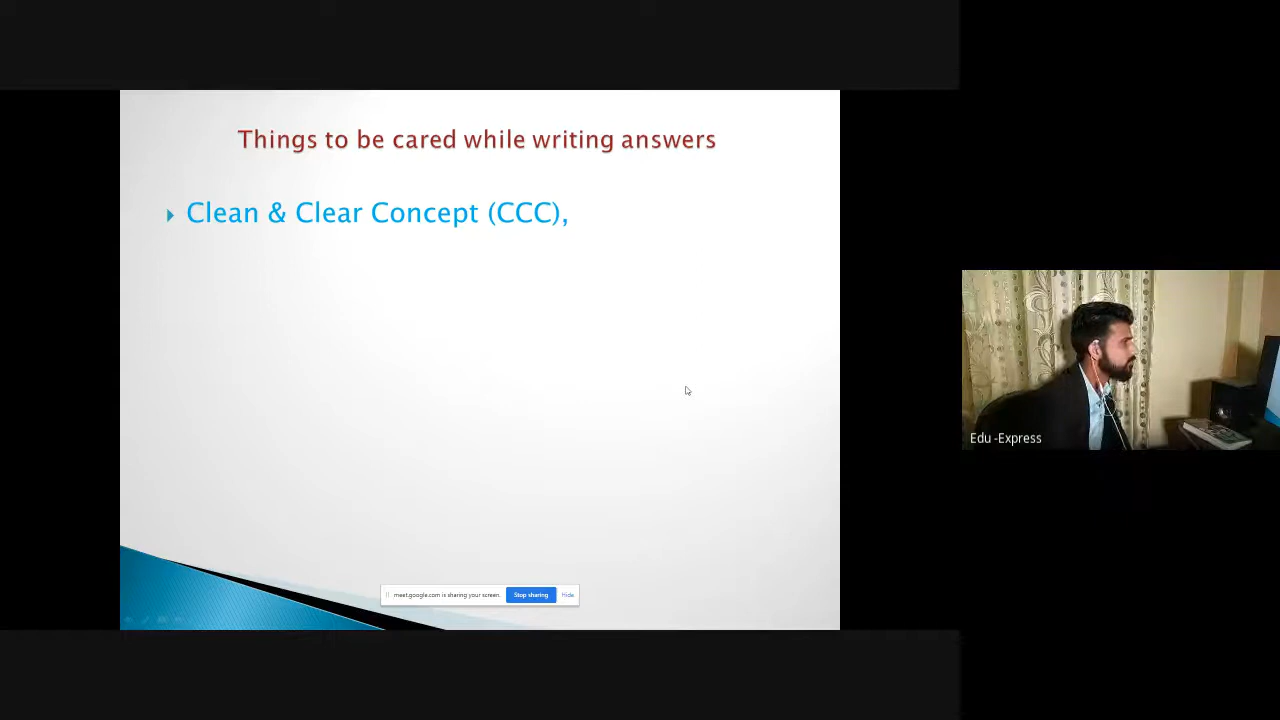 Things to be cared while writing answers
Clean & Clear Concept (CCC),
Edu -Express
meet.google.com is sharing your screen.
Stop sharing
Hide